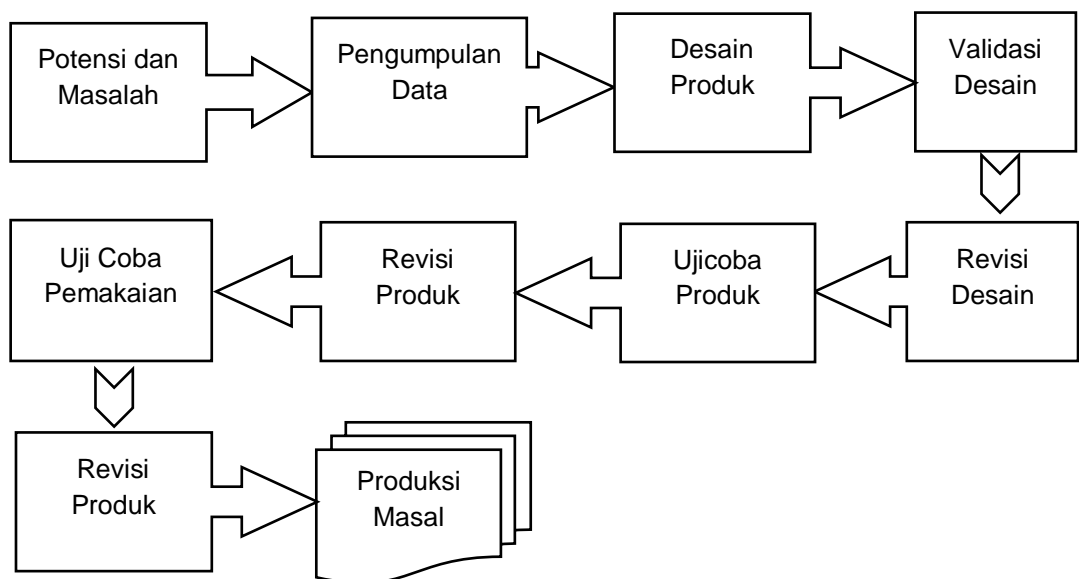 Potensi dan
Masalah
Pengumpulan
Data
Desain
Produk
Validasi
Desain
Revisi
Desain
Ujicoba
Produk
Revisi
Produk
Uji Coba
Pemakaian
Revisi
Produk
Produksi
Masal